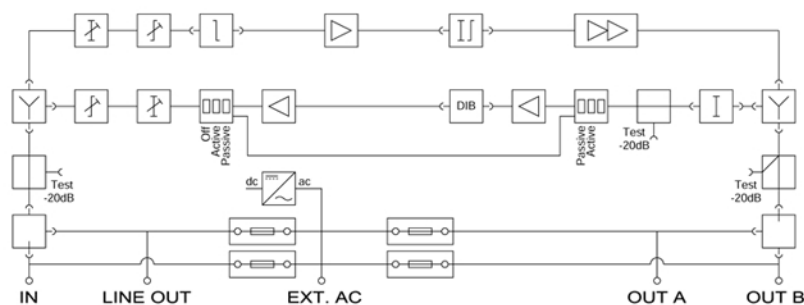 DIB
Off
Active
Passive
Passive
Active
Test
-20dB
Test
-20dB
dc
ac
Test
-20dB
IN
LINE OUT
EXT. AC
OUT A
OUT B